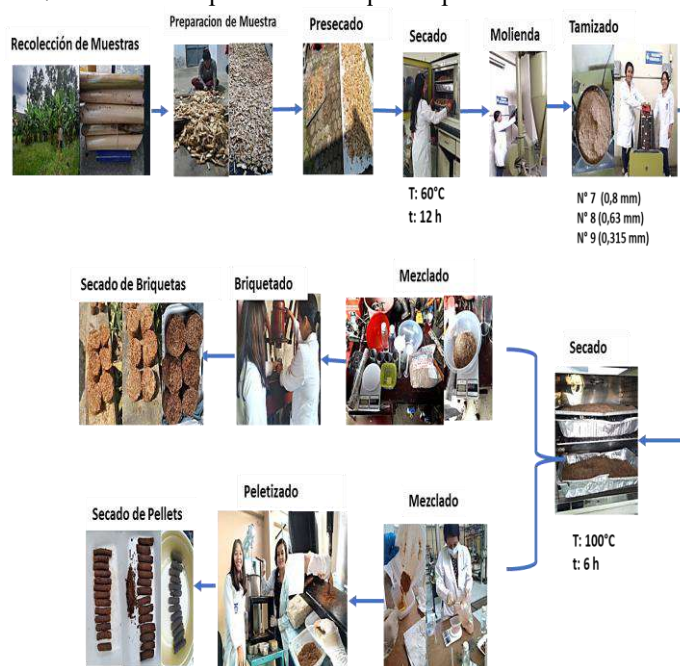 Recolección de Muestras
Preparacion de Muestra
Presecado
Secado
Molienda
Tamizado
T: 60°C
t: 12 h
N° 7 (0,8 mm)
N° 8 (0,63 mm)
N° 9 (0,315 mm)
Secado de Briquetas
Briquetado
Mezclado
Secado
T: 100°C
t: 6 h
Secado de Pellets
Peletizado
Mezclado